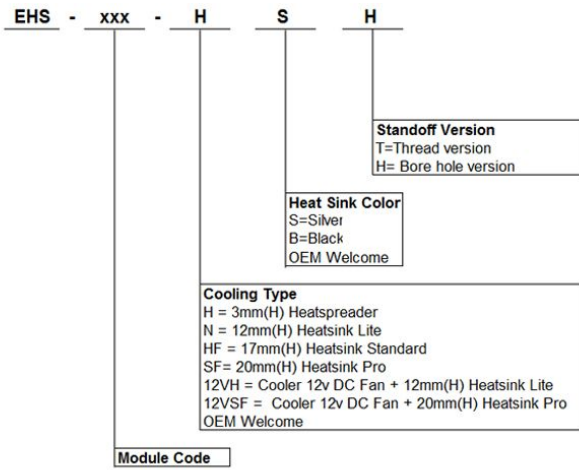 EHS - xxx - H S H
Standoff Version
T=Thread version
H= Bore hole version
Heat Sink Color
S=Silver
B=Black
OEM Welcome
Cooling Type
H = 3mm(H) Heatspreader
N = 12mm(H) Heatsink Lite
HF = 17mm(H) Heatsink Standard
SF= 20mm(H) Heatsink Pro
12VH = Cooler 12v DC Fan + 12mm(H) Heatsink Lite
12VSF = Cooler 12v DC Fan + 20mm(H) Heatsink Pro
OEM Welcome
Module Code